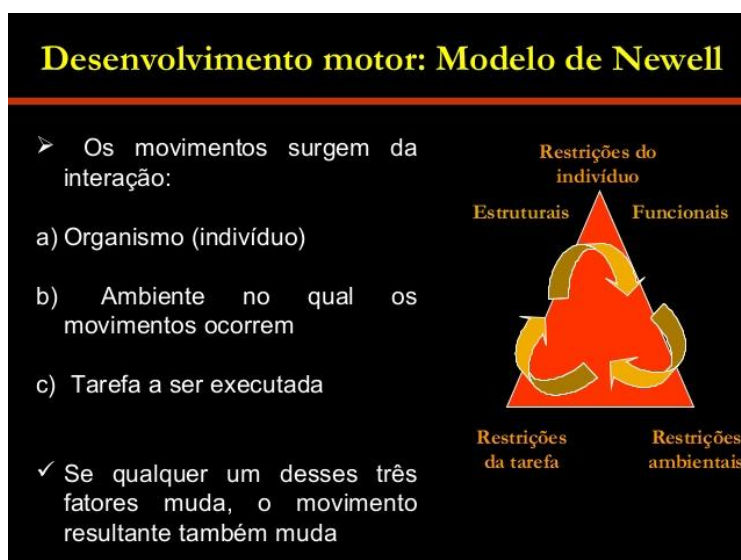 Desenvolvimento motor: Modelo de Newell
➢ Os movimentos surgem da
interação:
a) Organismo (indivíduo)
b) Ambiente no qual os
movimentos ocorrem
c) Tarefa a ser executada
✓ Se qualquer um desses três
fatores muda, o movimento
resultante também muda
Restrições do
indivíduo
Estruturais
Funcionais
Restrições
da tarefa
Restrições
ambientais